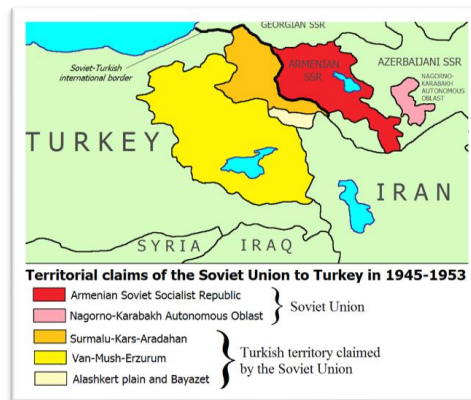 GEORGIAN SSR
Soviet-Turkish
international border
ARMENIAN
SSR
AZERBAIJANI SSR
NAGORNO-
KARABAKH
AUTONOMOUS
OBLAST
TURKEY
IRAN
SYRIA
IRAQ
Territorial claims of the Soviet Union to Turkey in 1945-1953
Armenian Soviet Socialist Republic
Nagorno-Karabakh Autonomous Oblast
Soviet Union
Surmalu-Kars-Aradahan
Van-Mush-Erzurum
Alashkert plain and Bayazet
Turkish territory claimed
by the Soviet Union